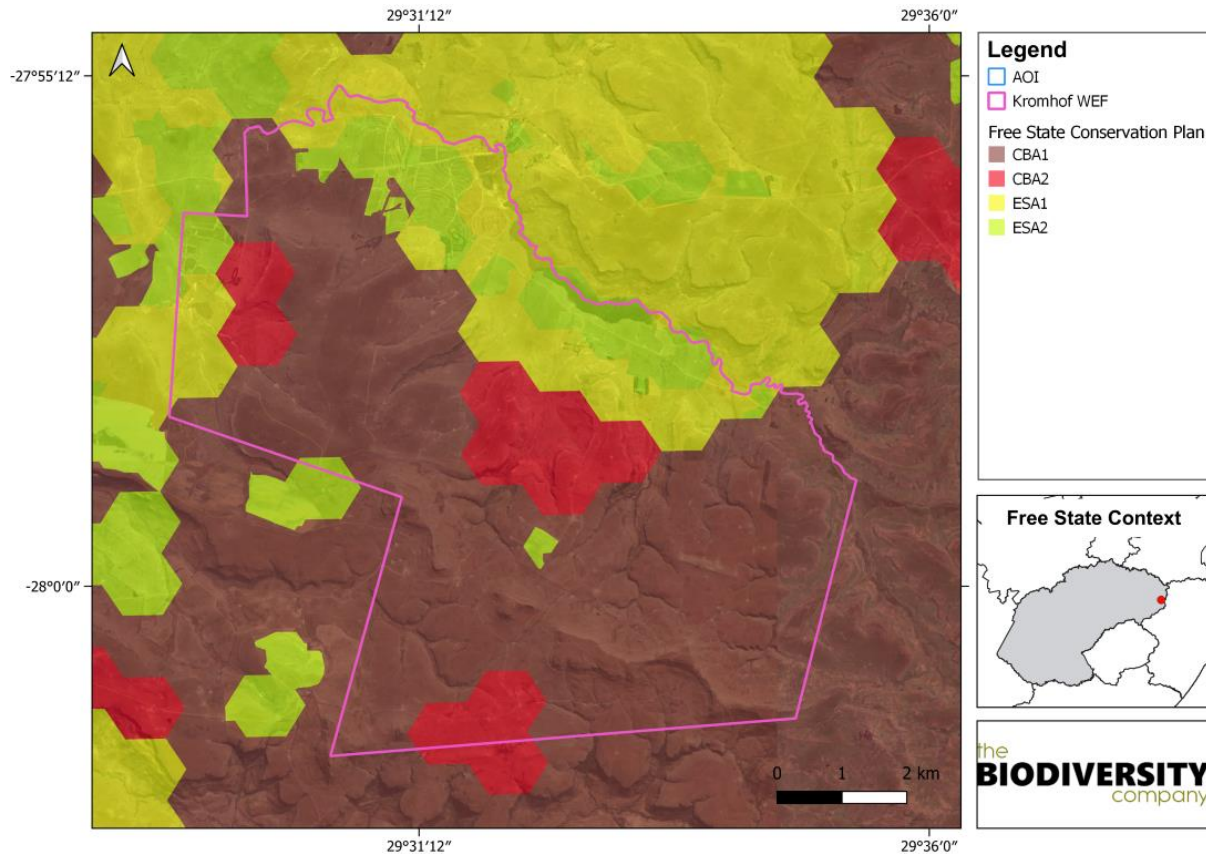 29°31′12″
29°36′0″
-27°55′12″
-28°0′0″
0
1
2 km
29°31′12″
29°36′0″
Legend
AOI
Kromhof WEF
Free State Conservation Plan
CBA1
CBA2
ESA1
ESA2
Free State Context
the
BIODIVERSITY
company